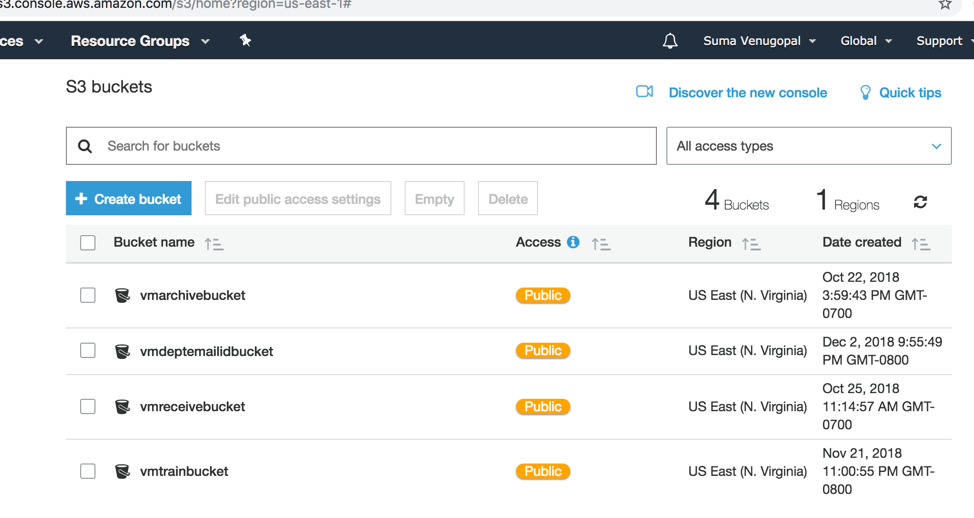 s3.console.aws.amazon.com/s3/home?region=us-east-1#
ces Resource Groups Suma Venugopal Global Support
S3 buckets
Discover the new console Quick tips
Search for buckets All access types
+ Create bucket Edit public access settings Empty Delete 4 Buckets 1 Regions
Bucket name Access Region Date created
vmarchivebucket Public US East (N. Virginia) Oct 22, 2018
3:59:43 PM GMT-
0700
vmdeptemailidbucket Public US East (N. Virginia) Dec 2, 2018 9:55:49
PM GMT-0800
vmreceivebucket Public US East (N. Virginia) Oct 25, 2018
11:14:57 AM GMT-
0700
vmtrainbucket Public US East (N. Virginia) Nov 21, 2018
11:00:55 PM GMT-
0800